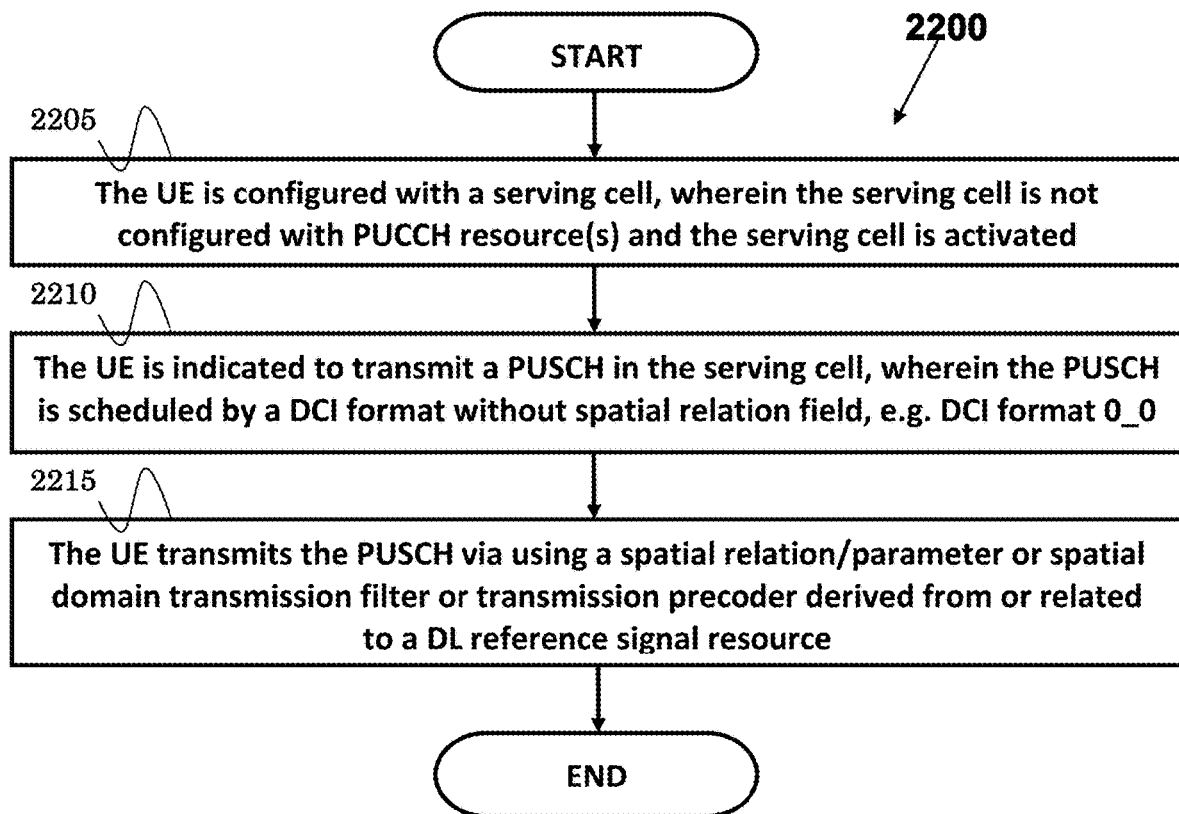 START
2200
2205
The UE is configured with a serving cell, wherein the serving cell is not
configured with PUCCH resource(s) and the serving cell is activated
2210
The UE is indicated to transmit a PUSCH in the serving cell, wherein the PUSCH
is scheduled by a DCI format without spatial relation field, e.g. DCI format 0_0
2215
The UE transmits the PUSCH via using a spatial relation/parameter or spatial
domain transmission filter or transmission precoder derived from or related
to a DL reference signal resource
END